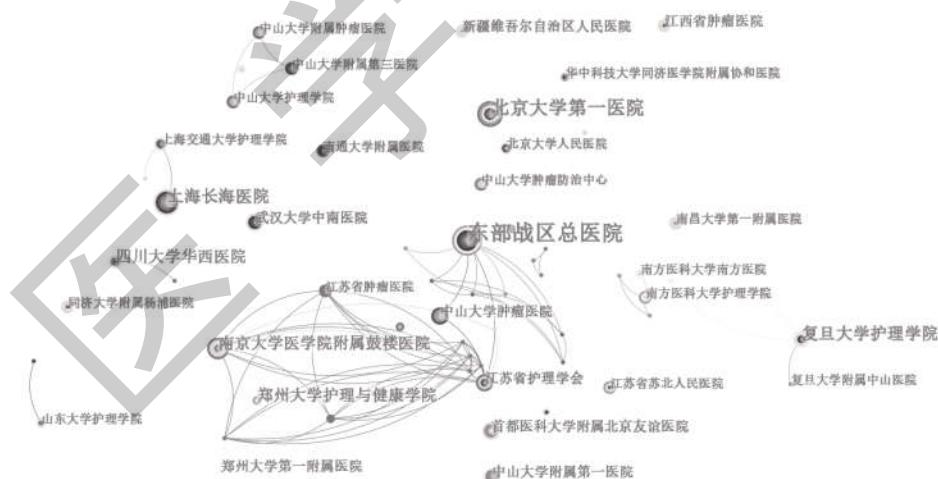 中山大学附属肿瘤医院
新疆维吾尔自治区人民医院
江西省肿瘤医院
中山大学附属第三医院
华中科技大学同济医学院附属协和医院
中山大学护理学院
北京大学第一医院
上海交通大学护理学院
南通大学附属医院
北京大学人民医院
中山大学肿瘤防治中心
上海长海医院
武汉大学中南医院
南昌大学第一附属医院
东部战区总医院
四川大学华西医院
南方医科大学南方医院
江苏省肿瘤医院
南方医科大学护理学院
同济大学附属杨浦医院
中山大学肿瘤医院
复旦大学护理学院
南京大学医学院附属鼓楼医院
江苏省护理学会
江苏省苏北人民医院
复旦大学附属中山医院
郑州大学护理与健康学院
山东大学护理学院
首都医科大学附属北京友谊医院
郑州大学第一附属医院
中山大学附属第一医院
医学